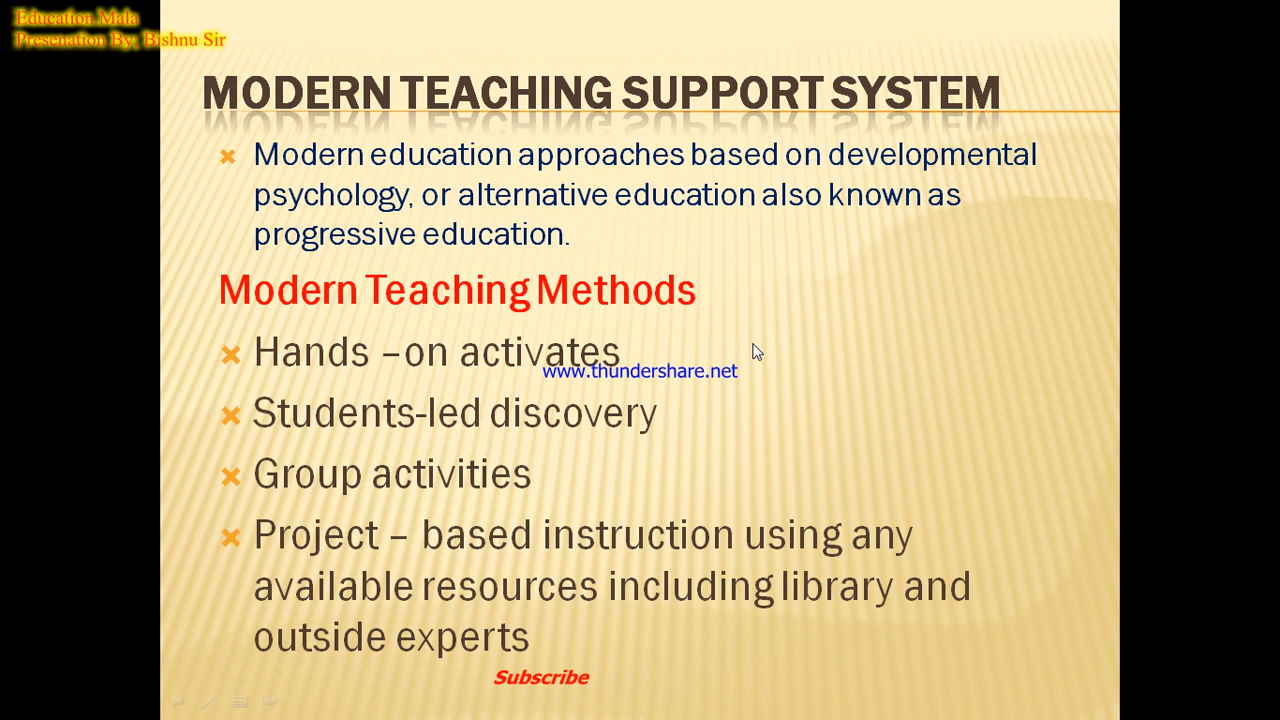 Education Mala
Presenation By; Bishnu Sir
MODERN TEACHING SUPPORT SYSTEM
Modern education approaches based on developmental
psychology, or alternative education also known as
progressive education.
Modern Teaching Methods
Hands –on activates
www.thundershare.net
Students-led discovery
Group activities
Project – based instruction using any
available resources including library and
outside experts
Subscribe